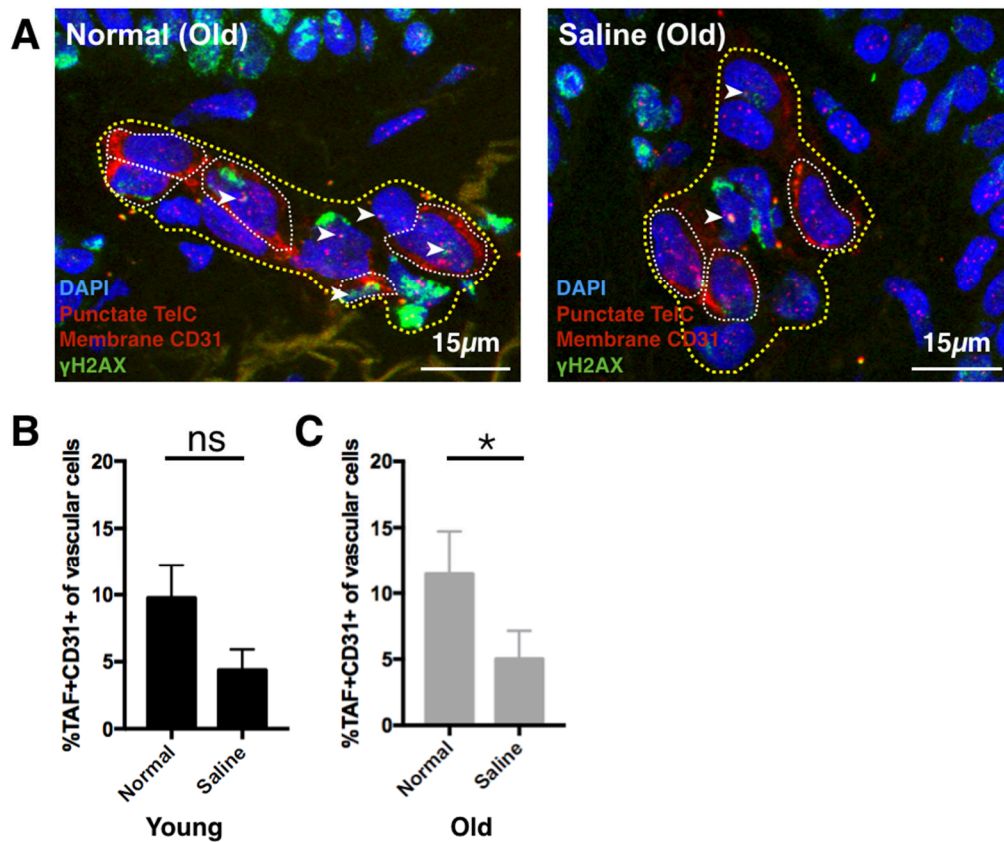 A
Normal (Old)
DAPI
Punctate TelC
Membrane CD31
γH2AX
15μm
Saline (Old)
DAPI
Punctate TelC
Membrane CD31
γH2AX
15μm
B
ns
%TAF+CD31+ of vascular cells
20
15
10
5
0
Normal
Saline
Young
C
*
%TAF+CD31+ of vascular cells
20
15
10
5
0
Normal
Saline
Old